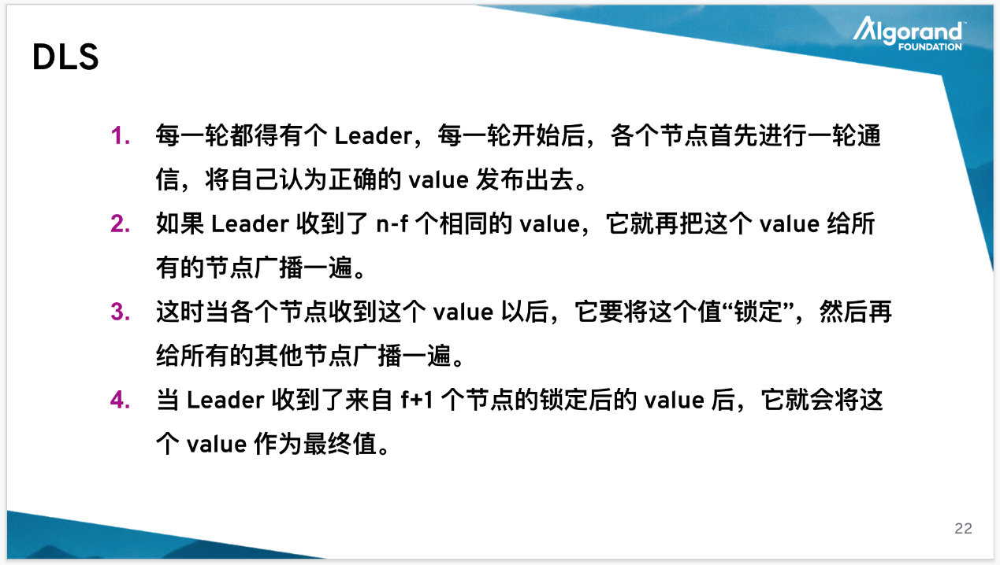 Algorand™
FOUNDATION
DLS
1. 每一轮都得有个 Leader，每一轮开始后，各个节点首先进行一轮通
信，将自己认为正确的 value 发布出去。
2. 如果 Leader 收到了 n-f 个相同的 value，它就再把这个 value 给所
有的节点广播一遍。
3. 这时当各个节点收到这个 value 以后，它要将这个值“锁定”，然后再
给所有的其他节点广播一遍。
4. 当 Leader 收到了来自 f+1 个节点的锁定后的 value 后，它就会将这
个 value 作为最终值。
22